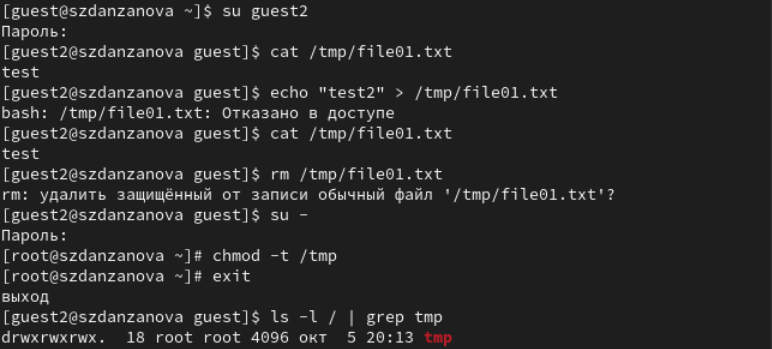 [guest@szdanzanova ~]$ su guest2
Пароль:
[guest2@szdanzanova guest]$ cat /tmp/file01.txt
test
[guest2@szdanzanova guest]$ echo "test2" > /tmp/file01.txt
bash: /tmp/file01.txt: Отказано в доступе
[guest2@szdanzanova guest]$ cat /tmp/file01.txt
test
[guest2@szdanzanova guest]$ rm /tmp/file01.txt
rm: удалить защищённый от записи обычный файл '/tmp/file01.txt'?
[guest2@szdanzanova guest]$ su -
Пароль:
[root@szdanzanova ~]# chmod -t /tmp
[root@szdanzanova ~]# exit
выход
[guest2@szdanzanova guest]$ ls -l / | grep tmp
drwxrwxrwx.  18 root root 4096 окт  5 20:13 tmp